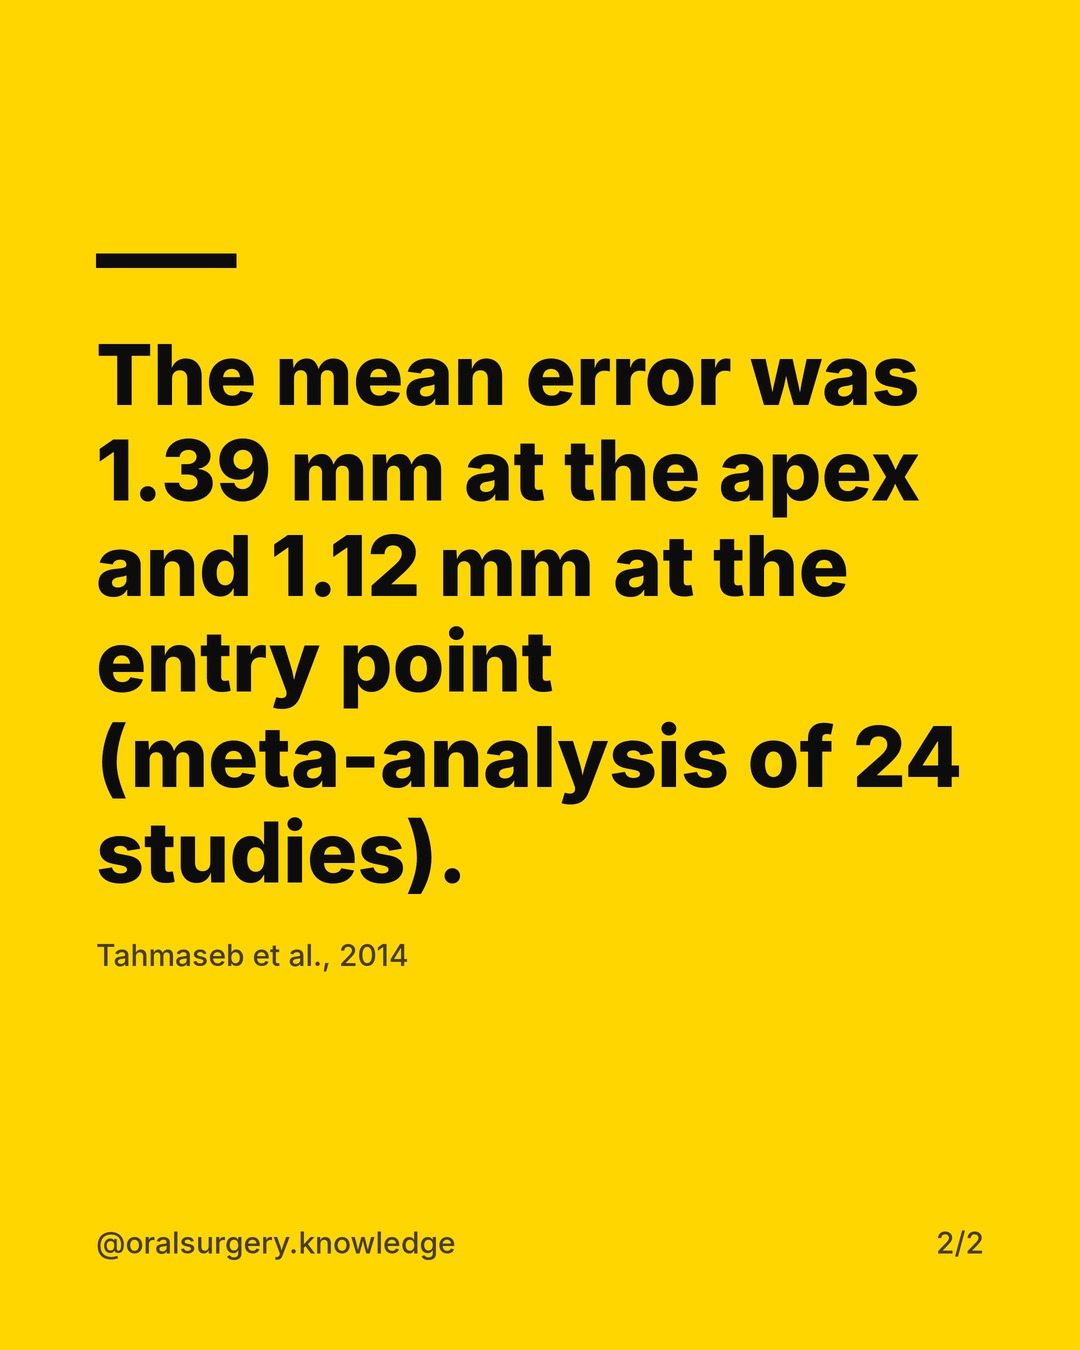 The mean error was
1.39 mm at the apex
and 1.12 mm at the
entry point
(meta-analysis of 24
studies).
Tahmaseb et al., 2014
@oralsurgery.knowledge
2/2